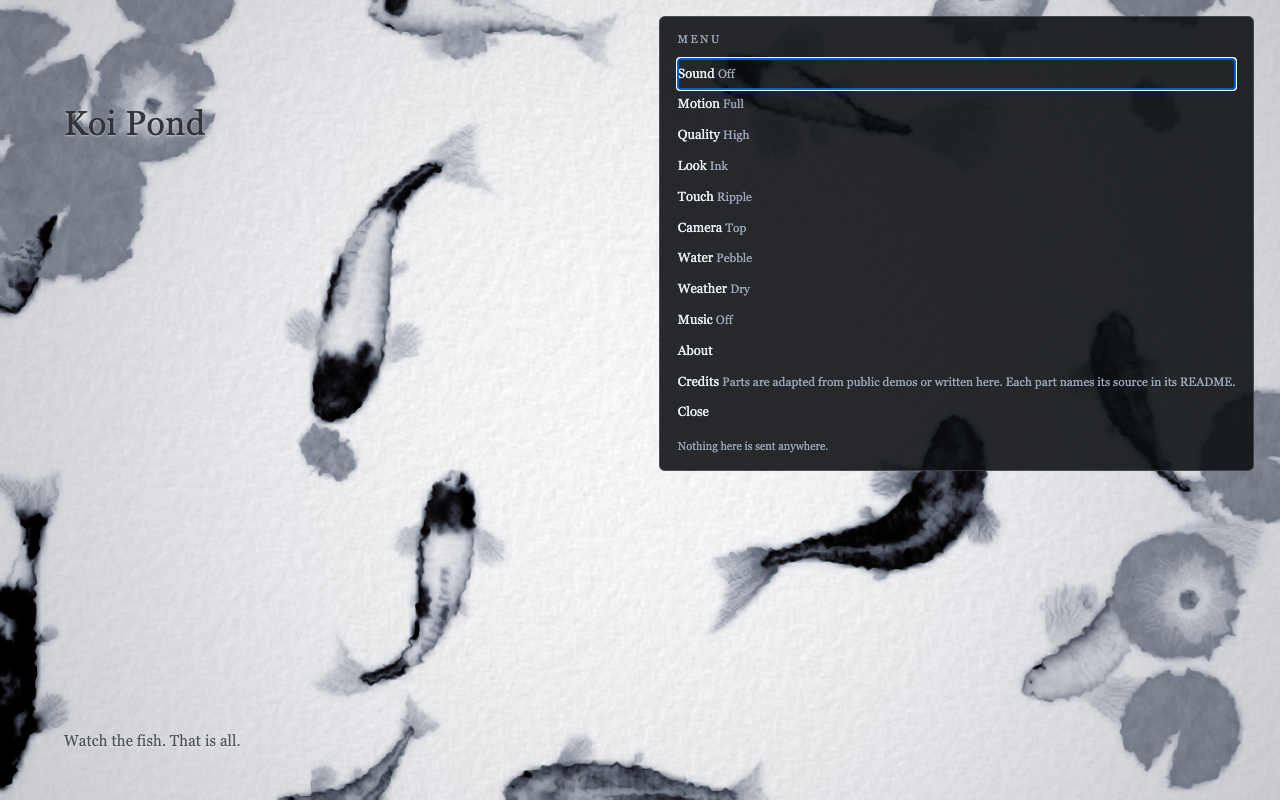 Koi Pond
MENU
Sound Off
Motion Full
Quality High
Look Ink
Touch Ripple
Camera Top
Water Pebble
Weather Dry
Music Off
About
Credits Parts are adapted from public demos or written here. Each part names its source in its README.
Close
Nothing here is sent anywhere.
Watch the fish. That is all.